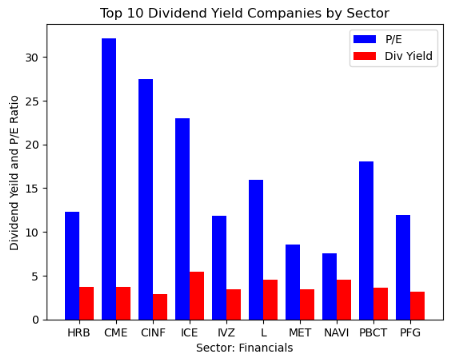 Top 10 Dividend Yield Companies by Sector
P/E
Div Yield
Dividend Yeild and P/E Ratio
30
25
20
15
10
5
0
HRB CME CINF ICE IVZ L MET NAVI PBCT PFG
Sector: Financials